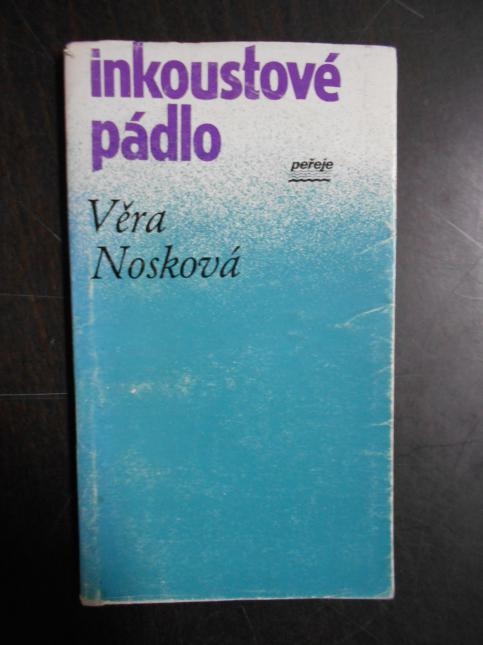 inkoustové
pádlo
peřeje
Věra
Nosková